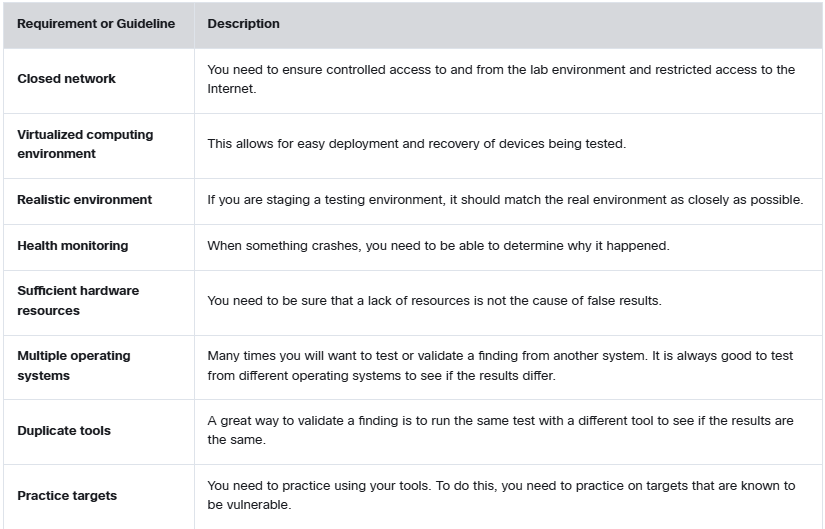 Requirement or Guideline
Description
Closed network
You need to ensure controlled access to and from the lab environment and restricted access to the
Internet.
Virtualized computing
environment
This allows for easy deployment and recovery of devices being tested.
Realistic environment
If you are staging a testing environment, it should match the real environment as closely as possible.
Health monitoring
When something crashes, you need to be able to determine why it happened.
Sufficient hardware
resources
You need to be sure that a lack of resources is not the cause of false results.
Multiple operating
systems
Many times you will want to test or validate a finding from another system. It is always good to test
from different operating systems to see if the results differ.
Duplicate tools
A great way to validate a finding is to run the same test with a different tool to see if the results are
the same.
Practice targets
You need to practice using your tools. To do this, you need to practice on targets that are known to
be vulnerable.